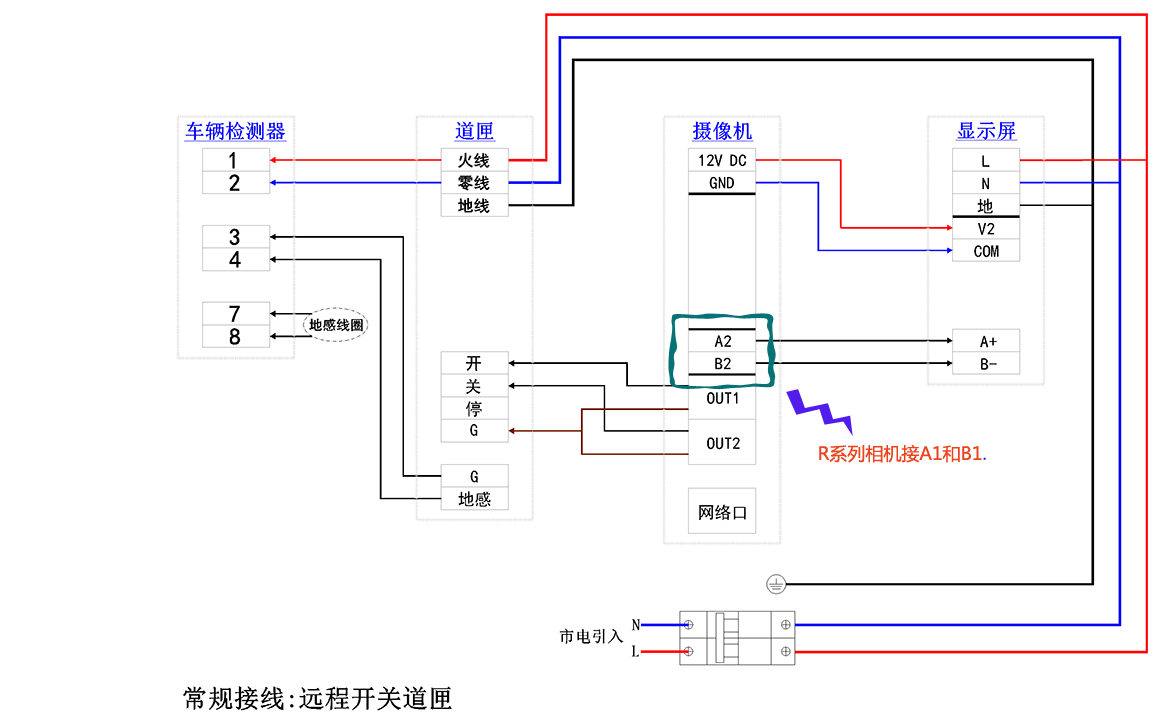 车辆检测器
1
2
3
4
7
8
地感线圈
道匣
火线
零线
地线
开
关
停
G
G
地感
摄像机
12V DC
GND
A2
B2
OUT1
OUT2
网络口
显示屏
L
N
地
V2
COM
A+
B-
R系列相机接A1和B1.
市电引入
N
L
常规接线:远程开关道匣